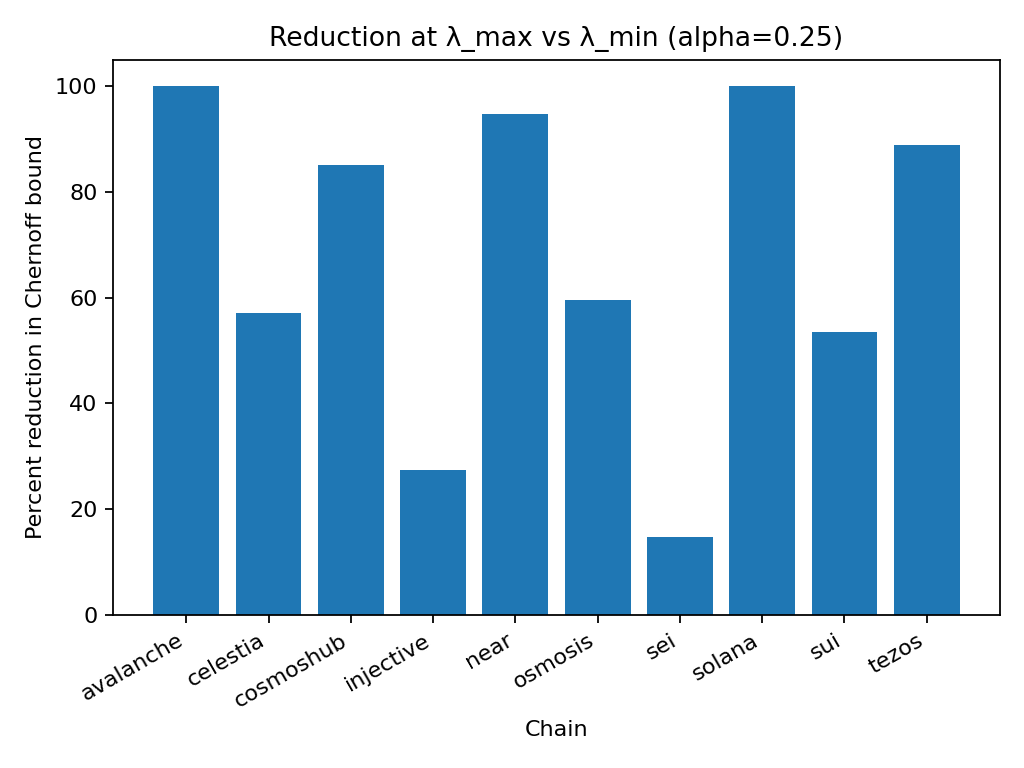 Reduction at λ_max vs λ_min (alpha=0.25)
Percent reduction in Chernoff bound
100
80
60
40
20
0
avalanche
celestia
cosmoshub
injective
near
osmosis
sei
solana
sui
tezos
Chain